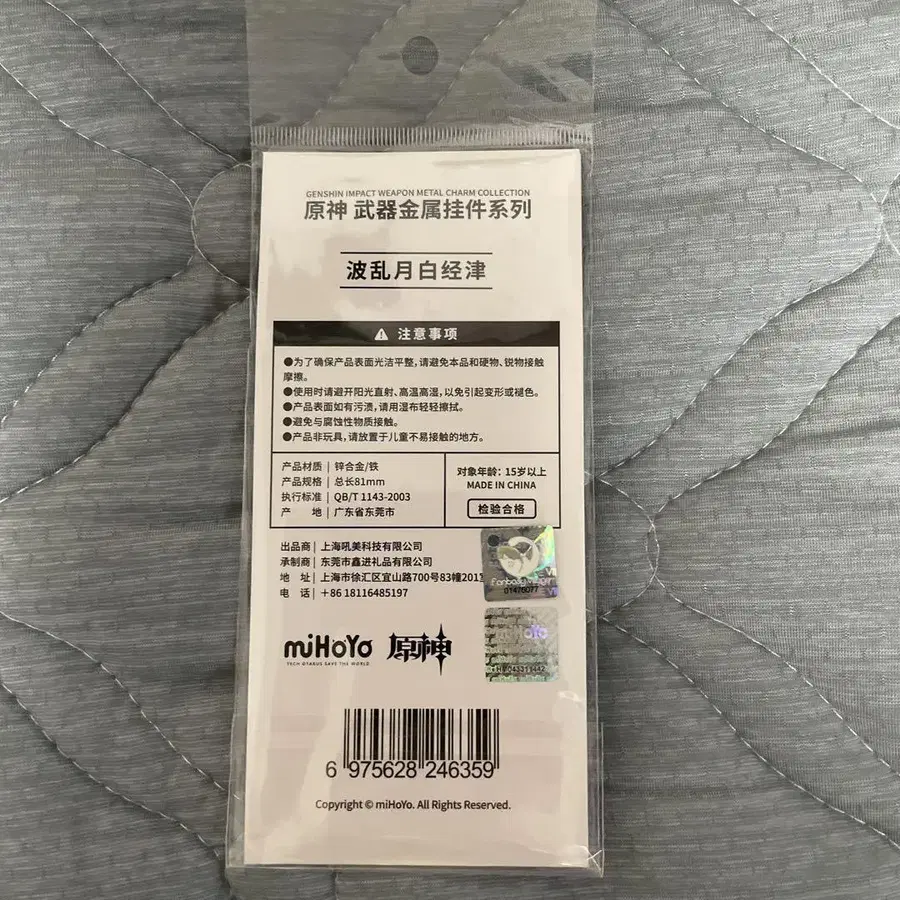 GENSHIN IMPACT WEAPON METAL CHARM COLLECTION
原神 武器金属挂件系列
波乱月白经津
注意事项
●为了确保产品表面光洁平整,请避免本品和硬物、锐物接触
摩擦。
●使用时请避开阳光直射、高温高湿,以免引起变形或褪色。
●产品表面如有污渍,请用湿布轻轻擦拭。
●避免与腐蚀性物质接触。
●产品非玩具,请放置于儿童不易接触的地方。
产品材质 | 锌合金/铁
产品规格 | 总长81mm
执行标准 | QB/T 1143-2003
产 地 | 广东省东莞市
对象年龄：15岁以上
MADE IN CHINA
检验合格
出品商 | 上海吼美科技有限公司
承制商 | 东莞市鑫进礼品有限公司
地 址 | 上海市徐汇区宜山路700号83幢201
电 话 | +86 18116485197
01476077
miHoYo
TECH OTAKUS SAVE THE WORLD
原神
6 975628 246359
Copyright © miHoYo. All Rights Reserved.